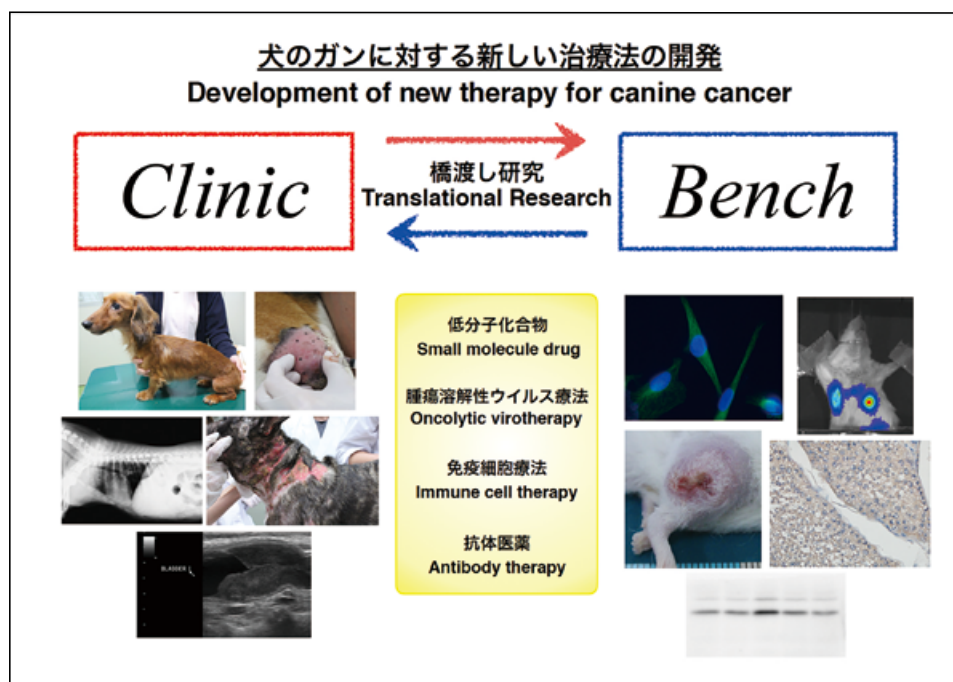 犬のガンに対する新しい治療法の開発
Development of new therapy for canine cancer
Clinic
橋渡し研究
Translational Research
Bench
低分子化合物
Small molecule drug
腫瘍溶解性ウイルス療法
Oncolytic virotherapy
免疫細胞療法
Immune cell therapy
抗体医薬
Antibody therapy
BLADDER